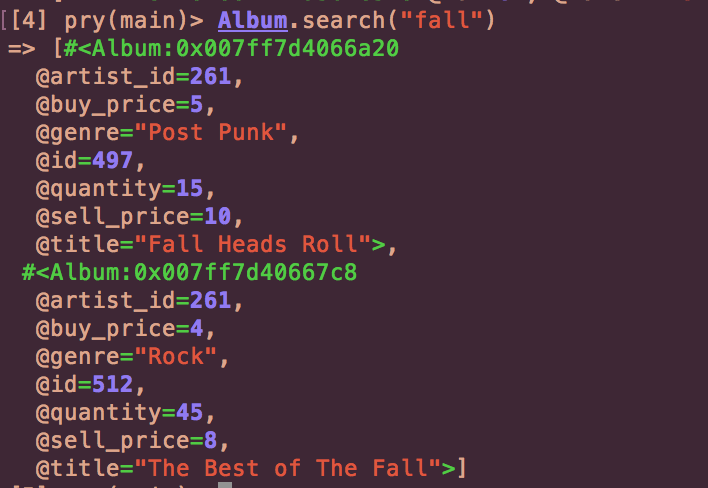 [[4] pry(main)> Album.search("fall")
=> [#<Album:0x007ff7d4066a20
@artist_id=261,
@buy_price=5,
@genre="Post Punk",
@id=497,
@quantity=15,
@sell_price=10,
@title="Fall Heads Roll">,
#<Album:0x007ff7d40667c8
@artist_id=261,
@buy_price=4,
@genre="Rock",
@id=512,
@quantity=45,
@sell_price=8,
@title="The Best of The Fall">]